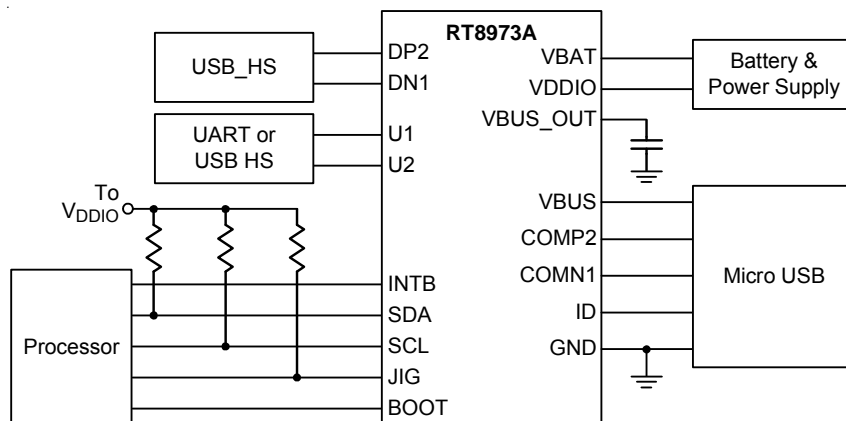 RT8973A
USB_HS
DP2
DN1
UART or
USB HS
U1
U2
To
VDDIO
Processor
INTB
SDA
SCL
JIG
BOOT
VBAT
VDDIO
VBUS_OUT
Battery &
Power Supply
VBUS
COMP2
COMN1
ID
GND
Micro USB